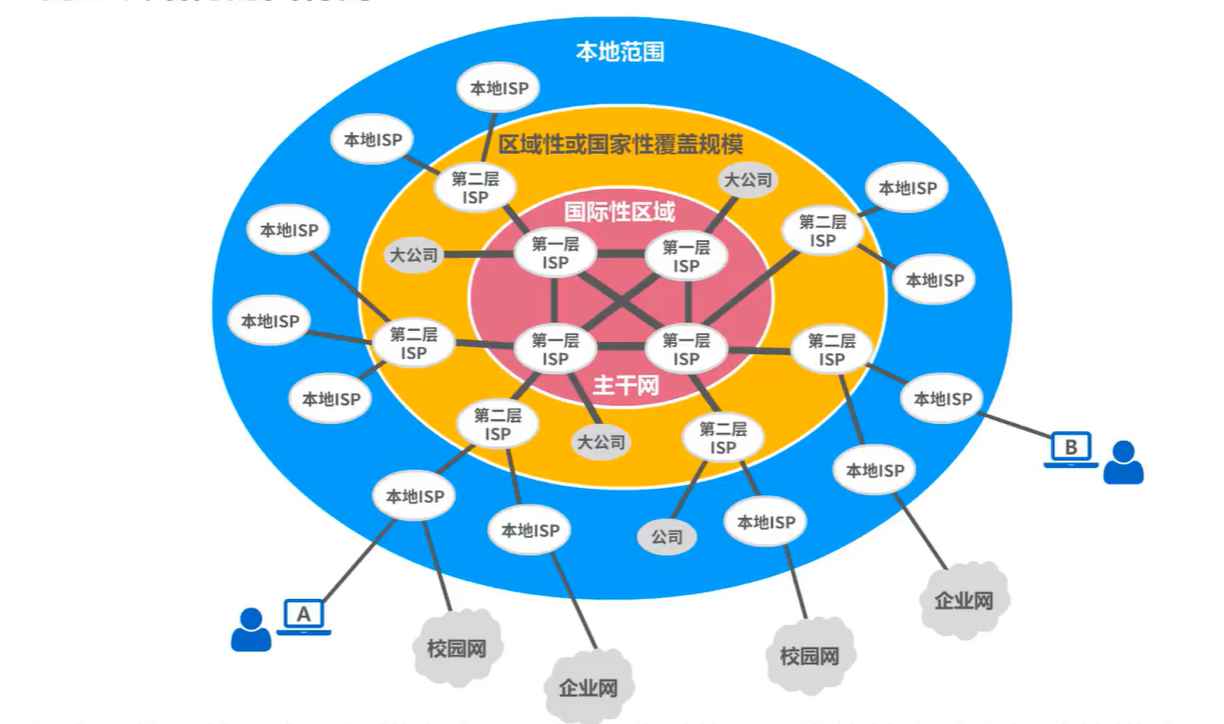 本地范围
本地ISP
本地ISP
区域性或国家性覆盖规模
大公司
第二层
ISP
本地ISP
国际性区域
本地ISP
第二层
ISP
第一层
ISP
第一层
ISP
大公司
本地ISP
本地ISP
第二层
ISP
第一层
ISP
第一层
ISP
第二层
ISP
主干网
本地ISP
本地ISP
第二层
ISP
大公司
第二层
ISP
B
本地ISP
本地ISP
本地ISP
公司
本地ISP
A
企业网
校园网
校园网
企业网